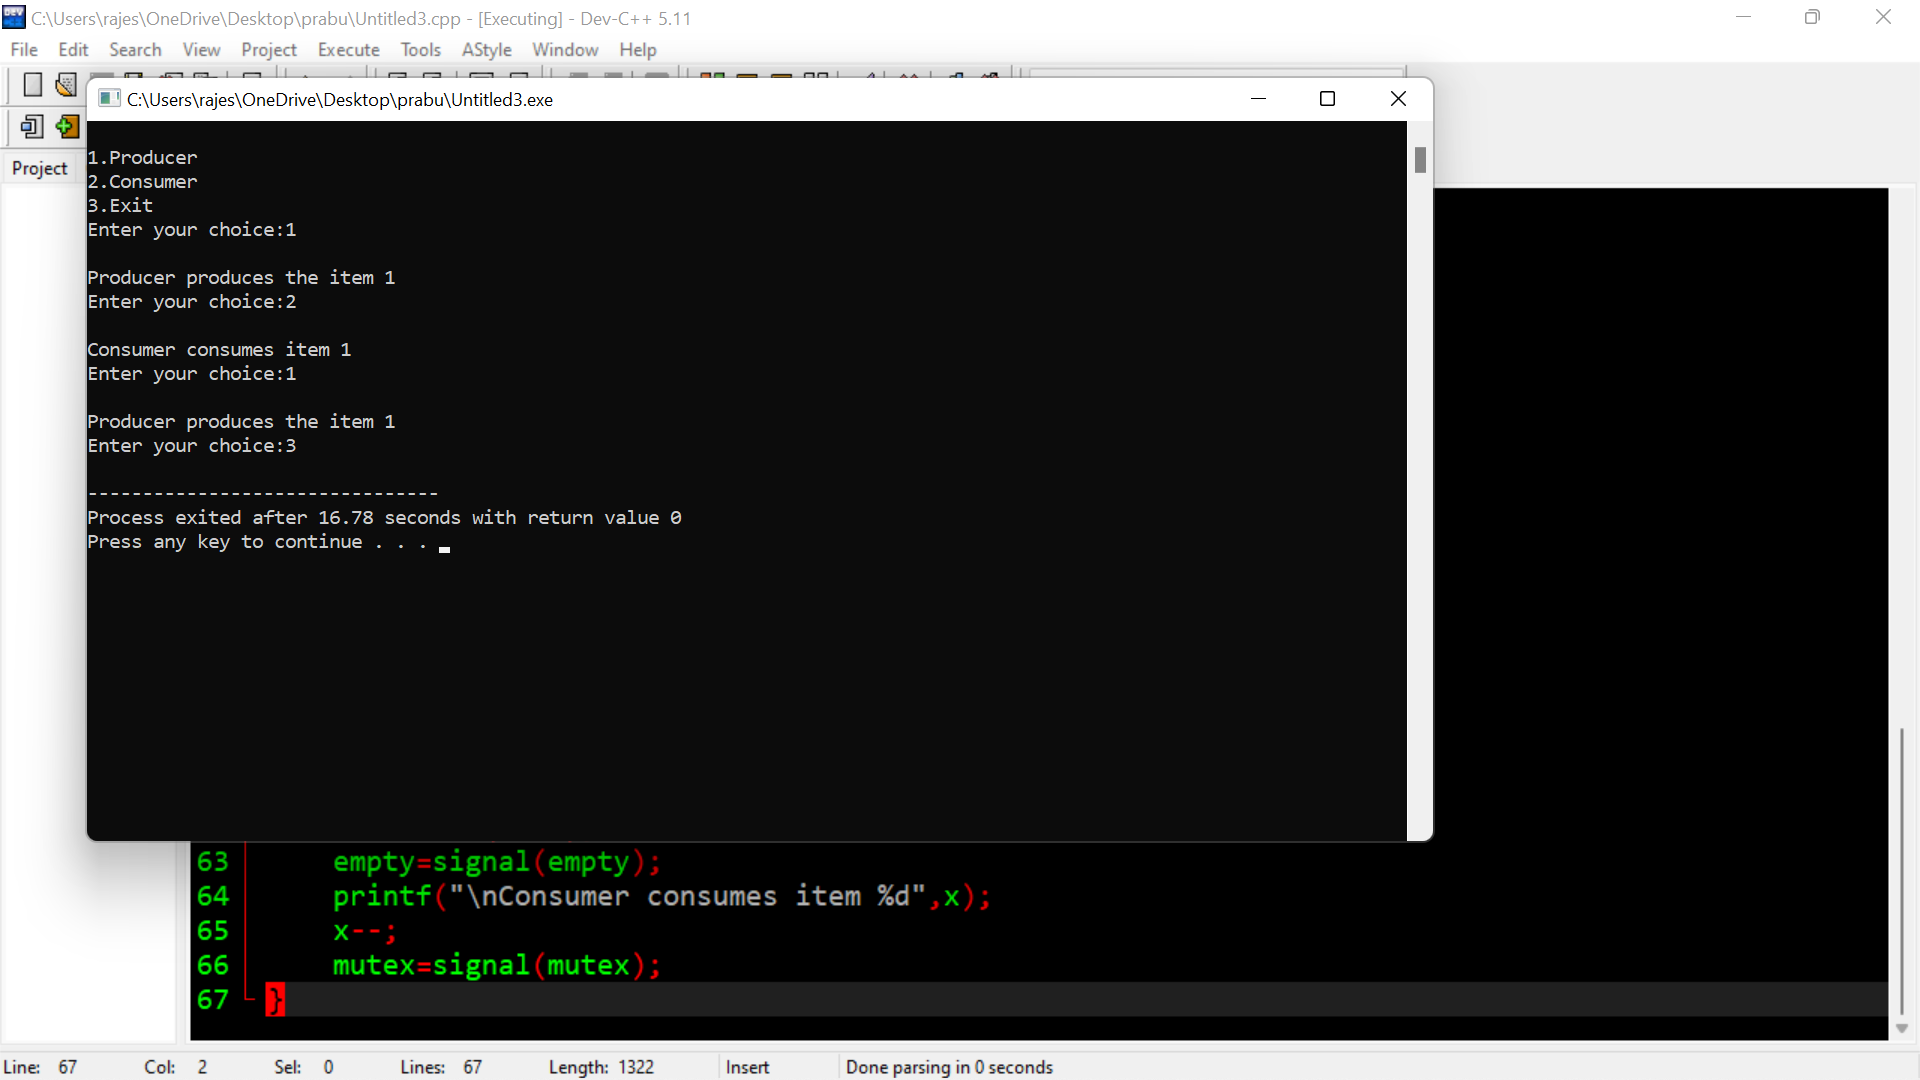 C:\Users\rajes\OneDrive\Desktop\prabu\Untitled3.cpp - [Executing] - Dev-C++ 5.11
File Edit Search View Project Execute Tools AStyle Window Help
C:\Users\rajes\OneDrive\Desktop\prabu\Untitled3.exe
Project
1.Producer
2.Consumer
3.Exit
Enter your choice:1
Producer produces the item 1
Enter your choice:2
Consumer consumes item 1
Enter your choice:1
Producer produces the item 1
Enter your choice:3
--------------------------------
Process exited after 16.78 seconds with return value 0
Press any key to continue . . .
63 empty=signal(empty);
64 printf("\nConsumer consumes item %d",x);
65 x--;
66 mutex=signal(mutex);
67 }
Line: 67 Col: 2 Sel: 0 Lines: 67 Length: 1322 Insert Done parsing in 0 seconds